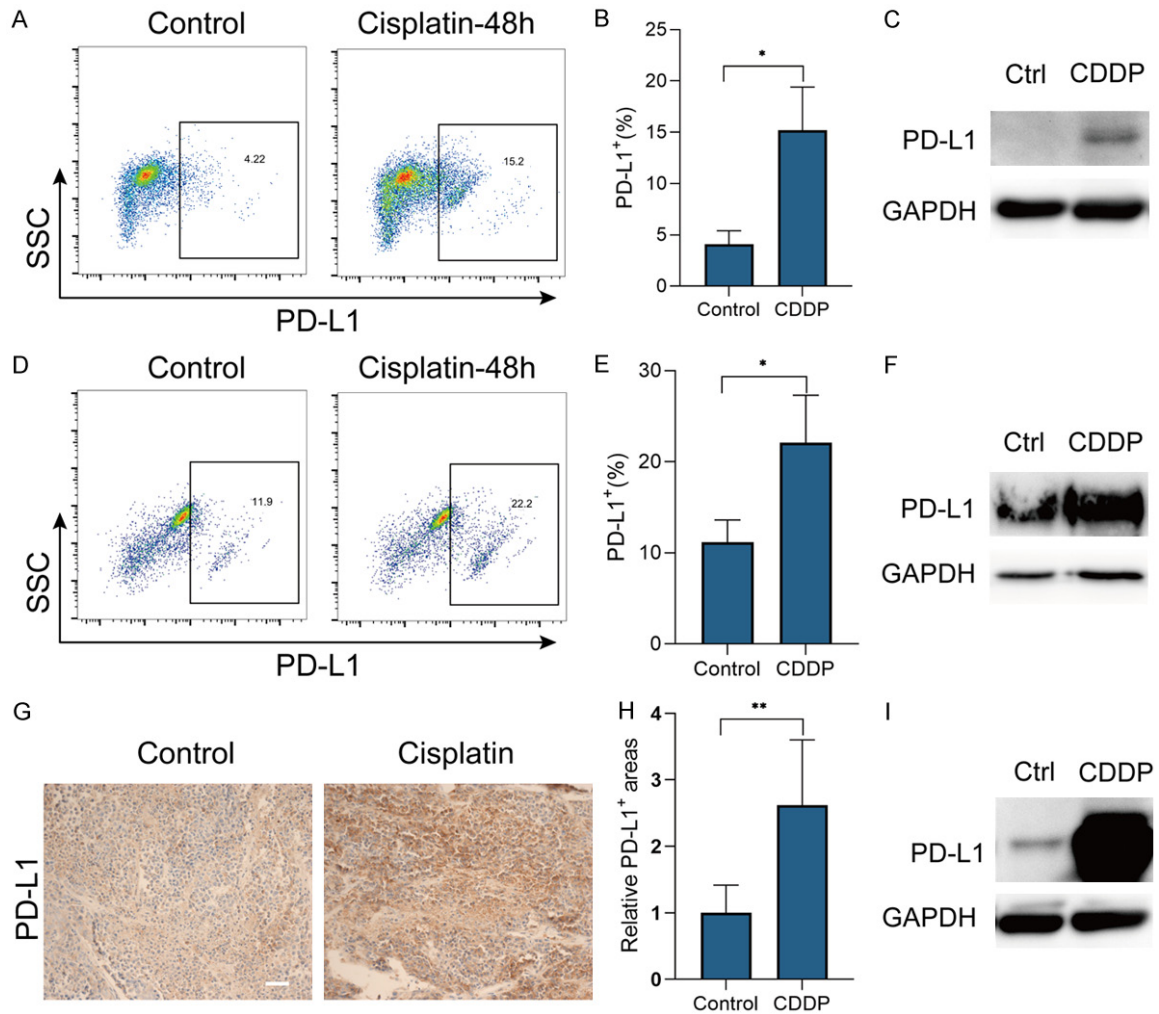 A
Control
Cisplatin-48h
4.22
15.2
SSC
PD-L1
B
PD-L1⁺(%)
25
20
15
10
5
0
*
Control
CDDP
C
Ctrl CDDP
PD-L1
GAPDH
D
Control
Cisplatin-48h
11.9
22.2
SSC
PD-L1
E
PD-L1⁺(%)
30
20
10
0
*
Control
CDDP
F
Ctrl CDDP
PD-L1
GAPDH
G
Control
Cisplatin
PD-L1
H
Relative PD-L1⁺ areas
4
3
2
1
0
**
Control
CDDP
I
Ctrl CDDP
PD-L1
GAPDH